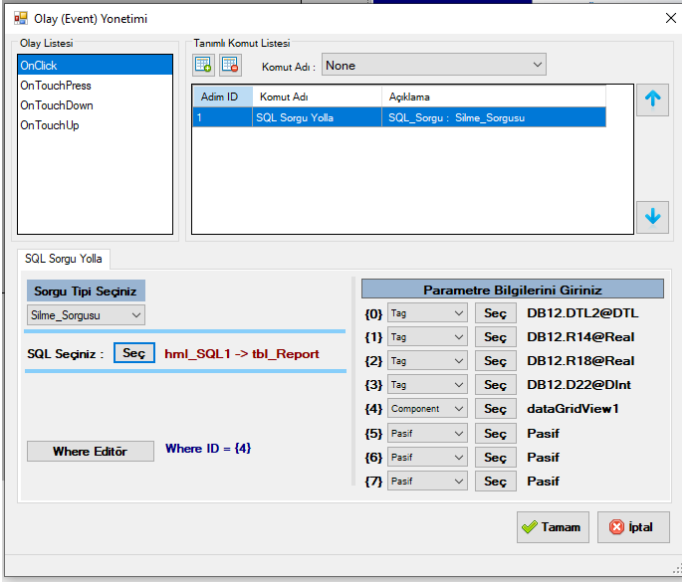 Olay (Event) Yonetimi
Olay Listesi
OnClick
OnTouchPress
OnTouchDown
OnTouchUp
Tanımlı Komut Listesi
Komut Adı : None
Adim ID Komut Adı Açıklama
1 SQL Sorgu Yolla SQL_Sorgu : Silme_Sorgusu
SQL Sorgu Yolla
Sorgu Tipi Seçiniz
Silme_Sorgusu
SQL Seçiniz : Seç hmI_SQL1 -> tbl_Report
Where Editör Where ID = {4}
Parametre Bilgilerini Giriniz
{0} Tag Seç DB12.DTL2@DTL
{1} Tag Seç DB12.R14@Real
{2} Tag Seç DB12.R18@Real
{3} Tag Seç DB12.D22@DInt
{4} Component Seç dataGridView1
{5} Pasif Seç Pasif
{6} Pasif Seç Pasif
{7} Pasif Seç Pasif
Tamam İptal